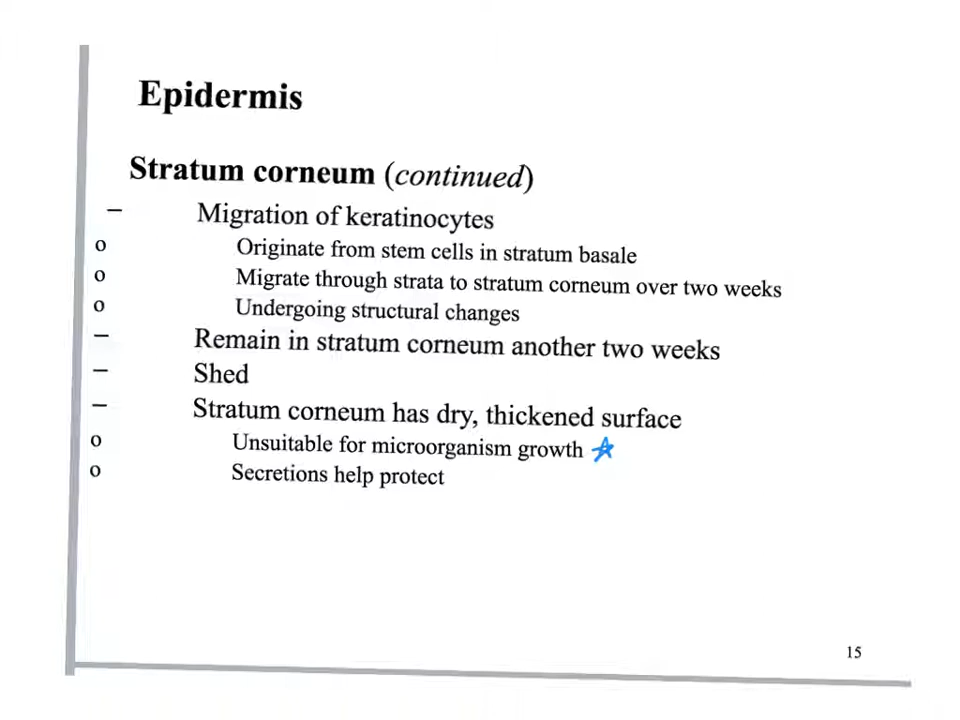 Epidermis
Stratum corneum (continued)
– Migration of keratinocytes
o Originate from stem cells in stratum basale
o Migrate through strata to stratum corneum over two weeks
o Undergoing structural changes
– Remain in stratum corneum another two weeks
– Shed
– Stratum corneum has dry, thickened surface
o Unsuitable for microorganism growth
o Secretions help protect
15